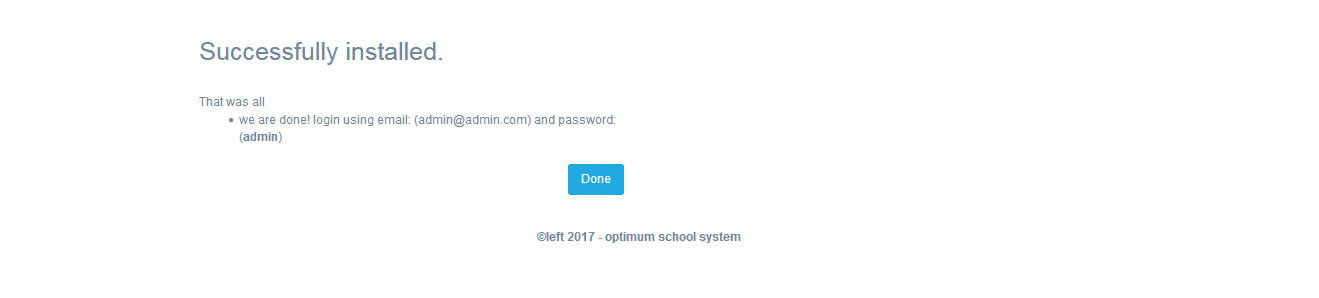 Successfully installed.
That was all
• we are done! login using email: (admin@admin.com) and password:
(admin)
Done
©left 2017 - optimum school system